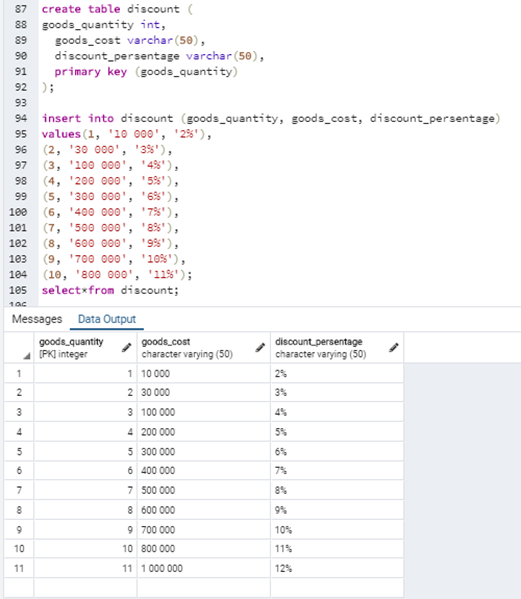 87 create table discount (
88 goods_quantity int,
89 goods_cost varchar(50),
90 discount_persentage varchar(50),
91 primary key (goods_quantity)
92 );
93
94 insert into discount (goods_quantity, goods_cost, discount_persentage)
95 values(1, '10 000', '2%'),
96 (2, '30 000', '3%'),
97 (3, '100 000', '4%'),
98 (4, '200 000', '5%'),
99 (5, '300 000', '6%'),
100 (6, '400 000', '7%'),
101 (7, '500 000', '8%'),
102 (8, '600 000', '9%'),
103 (9, '700 000', '10%'),
104 (10, '800 000', '11%');
105 select*from discount;
106
Messages Data Output
goods_quantity goods_cost discount_persentage
[PK] integer character varying (50) character varying (50)
1 1 10 000 2%
2 2 30 000 3%
3 3 100 000 4%
4 4 200 000 5%
5 5 300 000 6%
6 6 400 000 7%
7 7 500 000 8%
8 8 600 000 9%
9 9 700 000 10%
10 10 800 000 11%
11 11 1 000 000 12%